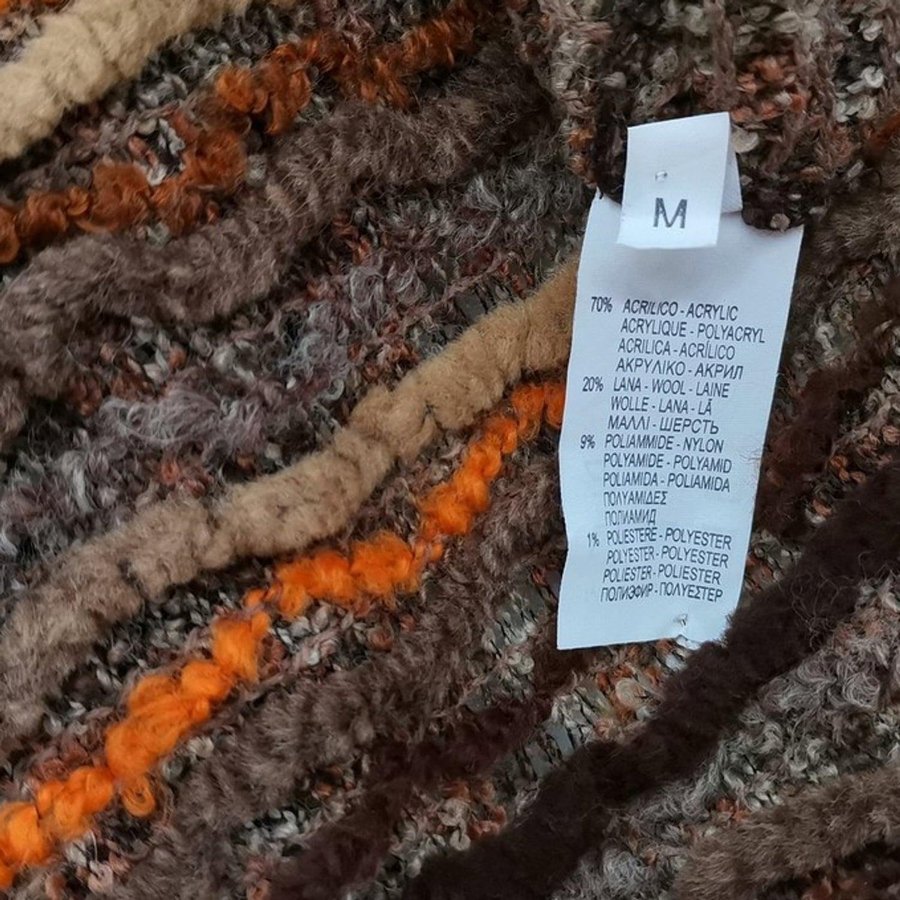 M
70% ACRILICO - ACRYLIC
ACRYLIQUE - POLYACRYL
ACRILICA - ACRÍLICO
ΑΚΡΥΛΙΚΟ - АКРИЛ
20% LANA - WOOL - LAINE
WOLLE - LANA - LÃ
ΜΑΛΛΙ - ШЕРСТЬ
9% POLIAMMIDE - NYLON
POLYAMIDE - POLYAMID
POLIAMIDA - POLIAMIDA
ΠΟΛΥΑΜΙΔΕΣ
ПОЛИАМИД
1% POLIESTERE - POLYESTER
POLYESTER - POLYESTER
POLIESTER - POLIESTER
ПОЛИЭФИР - ΠΟΛΥΕΣΤΕΡ